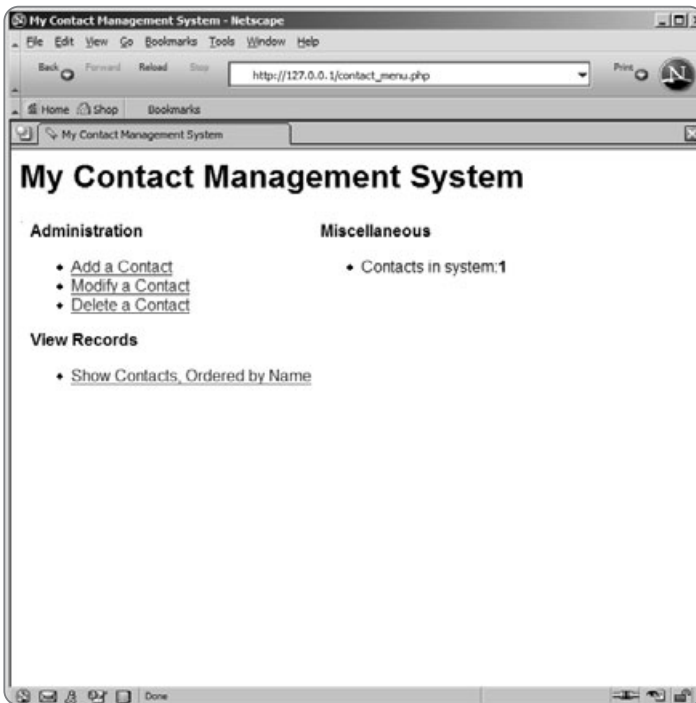 My Contact Management System - Netscape
File Edit View Go Bookmarks Tools Window Help
Back Forward Reload Stop http://127.0.0.1/contact_menu.php Print N
Home Shop Bookmarks
My Contact Management System
My Contact Management System
Administration
Add a Contact
Modify a Contact
Delete a Contact
View Records
Show Contacts, Ordered by Name
Miscellaneous
Contacts in system:1
Done